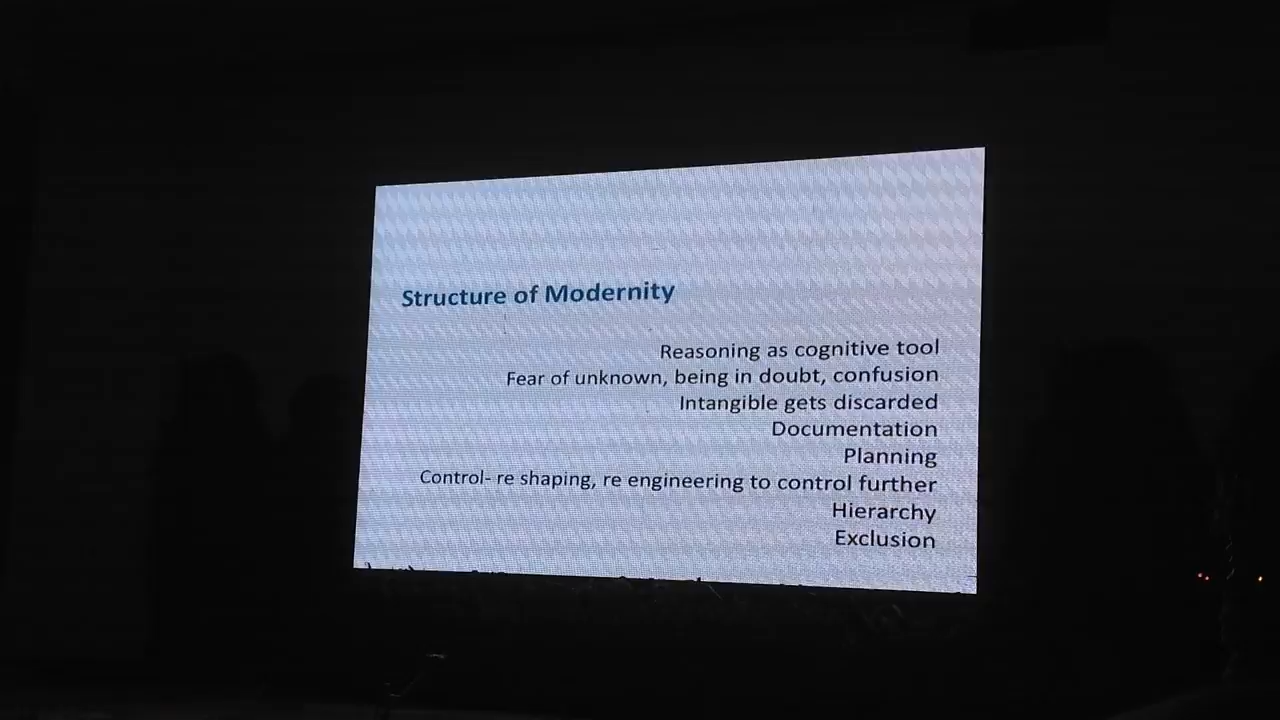 Structure of Modernity
Reasoning as cognitive tool
Fear of unknown, being in doubt, confusion
Intangible gets discarded
Documentation
Planning
Control- re shaping, re engineering to control further
Hierarchy
Exclusion